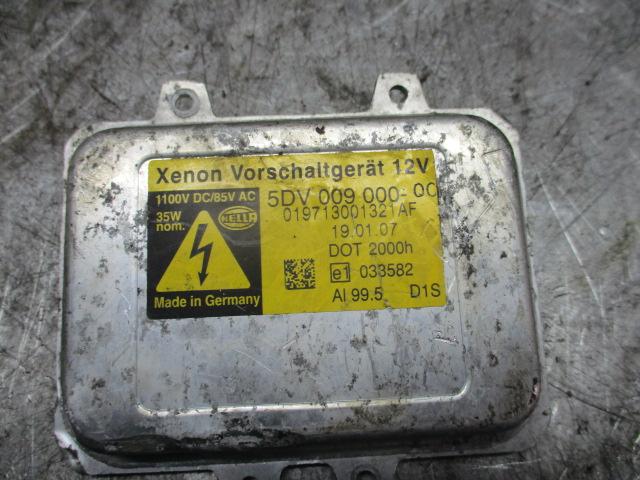 Xenon Vorschaltgerät 12V
1100V DC/85V AC
35W
nom.
HELLA
5DV 009 000-00
019713001321AF
19.01.07
DOT 2000h
e1 033582
Al 99.5 D1S
Made in Germany